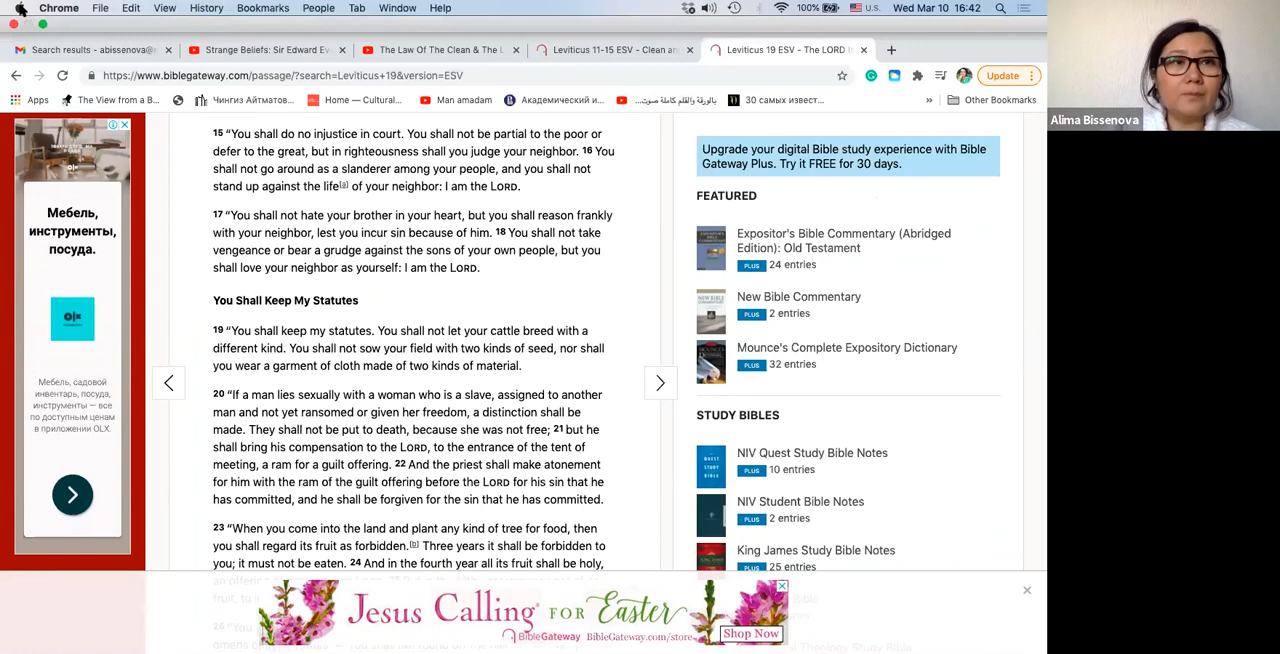 Chrome File Edit View History Bookmarks People Tab Window Help 100% U.S. Wed Mar 10 16:42
Search results - abissenova@ Strange Beliefs: Sir Edward Ev The Law Of The Clean & The L Leviticus 11-15 ESV - Clean an Leviticus 19 ESV - The LORD
https://www.biblegateway.com/passage/?search=Leviticus+19&version=ESV Update
Apps The View from a B... Чингиз Айтматов... Home — Cultural... Man amadam Академический и... بالورقة والقلم كاملة صوت... 30 самых извест... » Other Bookmarks
Alima Bissenova
Мебель,
инструменты,
посуда.
olx
Мебель, садовой
инвентарь, посуда,
инструменты — все
по доступным ценам
в приложении OLX.
15 “You shall do no injustice in court. You shall not be partial to the poor or
defer to the great, but in righteousness shall you judge your neighbor. 16 You
shall not go around as a slanderer among your people, and you shall not
stand up against the life[a] of your neighbor: I am the LORD.
17 “You shall not hate your brother in your heart, but you shall reason frankly
with your neighbor, lest you incur sin because of him. 18 You shall not take
vengeance or bear a grudge against the sons of your own people, but you
shall love your neighbor as yourself: I am the LORD.
You Shall Keep My Statutes
19 “You shall keep my statutes. You shall not let your cattle breed with a
different kind. You shall not sow your field with two kinds of seed, nor shall
you wear a garment of cloth made of two kinds of material.
20 “If a man lies sexually with a woman who is a slave, assigned to another
man and not yet ransomed or given her freedom, a distinction shall be
made. They shall not be put to death, because she was not free; 21 but he
shall bring his compensation to the LORD, to the entrance of the tent of
meeting, a ram for a guilt offering. 22 And the priest shall make atonement
for him with the ram of the guilt offering before the LORD for his sin that he
has committed, and he shall be forgiven for the sin that he has committed.
23 “When you come into the land and plant any kind of tree for food, then
you shall regard its fruit as forbidden.[b] Three years it shall be forbidden to
you; it must not be eaten. 24 And in the fourth year all its fruit shall be holy,
Upgrade your digital Bible study experience with Bible
Gateway Plus. Try it FREE for 30 days.
FEATURED
Expositor's Bible Commentary (Abridged
Edition): Old Testament
PLUS 24 entries
New Bible Commentary
PLUS 2 entries
Mounce's Complete Expository Dictionary
PLUS 32 entries
STUDY BIBLES
NIV Quest Study Bible Notes
PLUS 10 entries
NIV Student Bible Notes
PLUS 2 entries
King James Study Bible Notes
PLUS 25 entries
QUEST
STUDY
BIBLE
Jesus Calling® FOR Easter
BibleGateway BibleGateway.com/store
Shop Now
Theology Study Bible